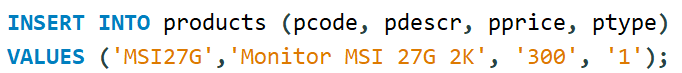 INSERT INTO products (pcode, pdescr, pprice, ptype)
VALUES ('MSI27G','Monitor MSI 27G 2K', '300', '1');